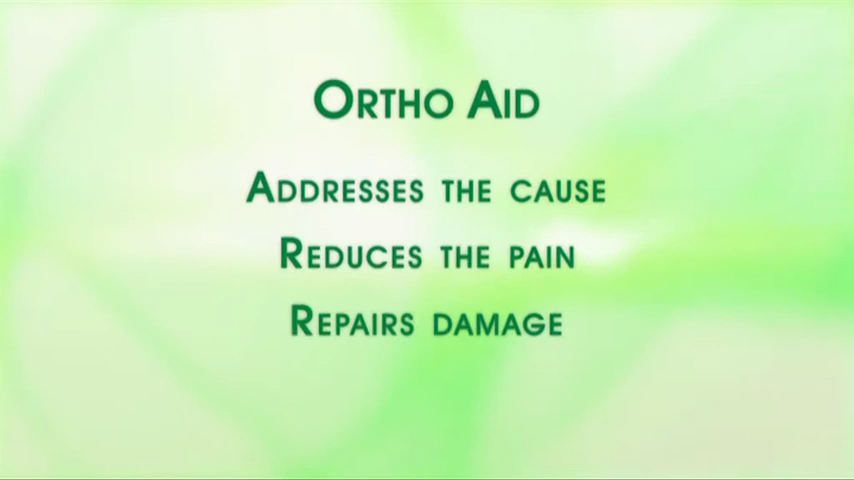 Ortho Aid
Addresses the cause
Reduces the pain
Repairs damage